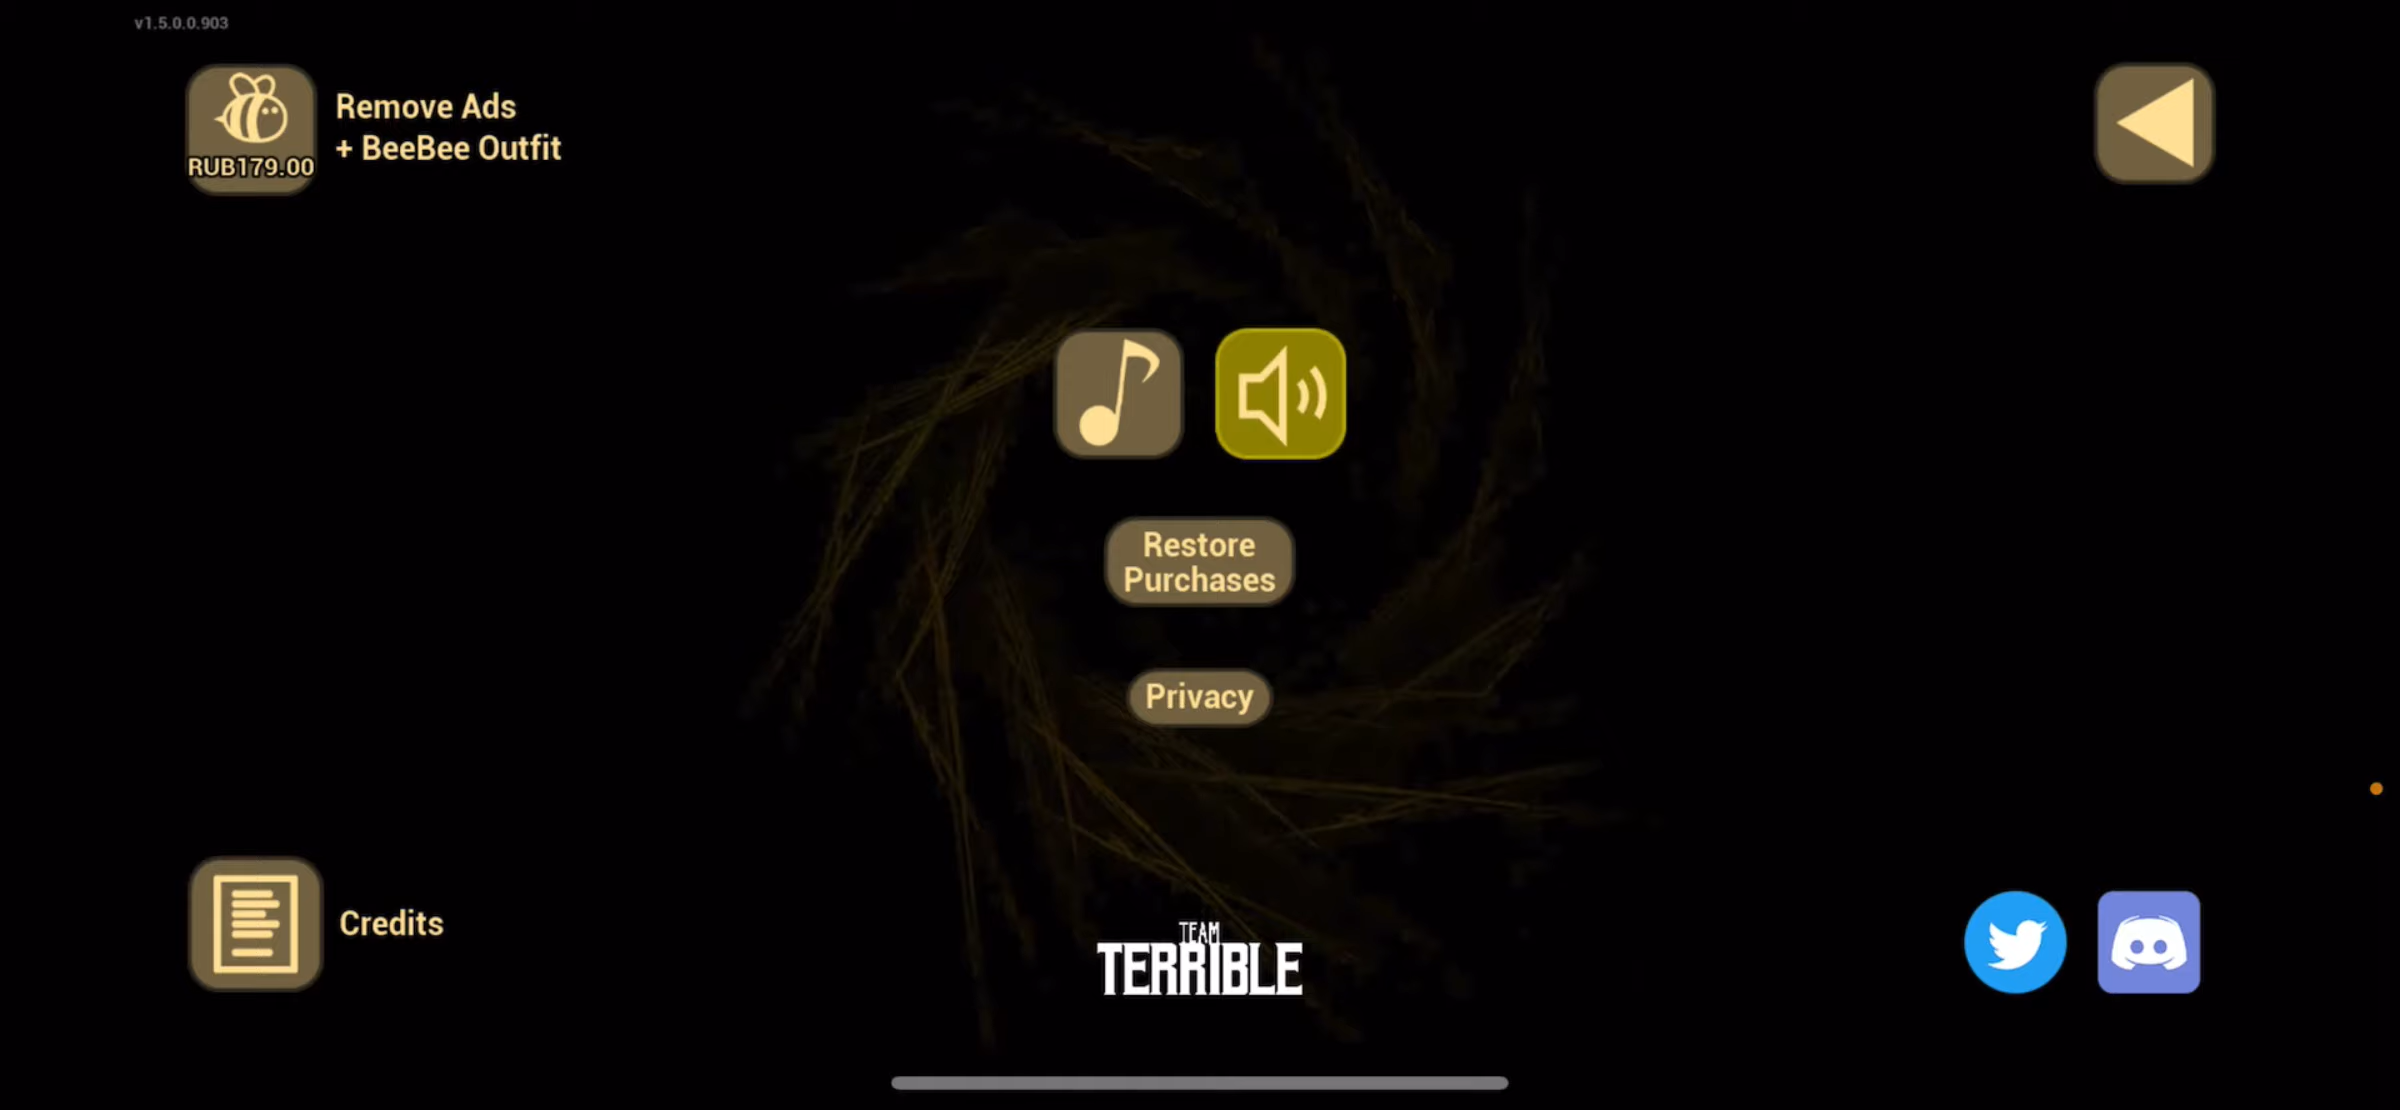 v1.5.0.0.903
Remove Ads
+ BeeBee Outfit
RUB179.00
Restore
Purchases
Privacy
Credits
TEAM
TERRIBLE